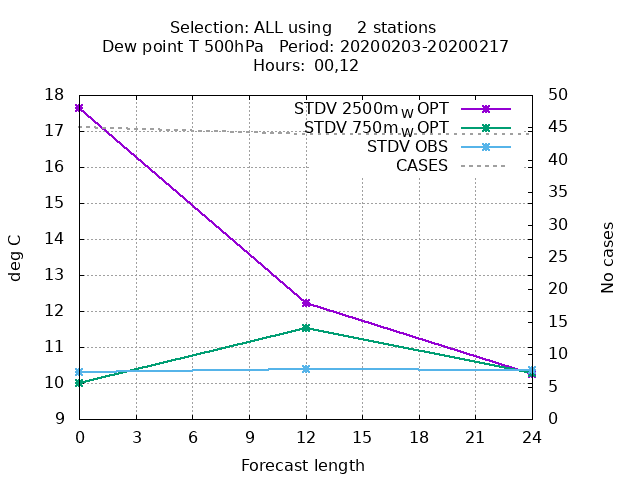 Selection: ALL using 2 stations
Dew point T 500hPa Period: 20200203-20200217
Hours: 00,12
STDV 2500m_W OPT
STDV 750m_W OPT
STDV OBS
CASES
18
17
16
15
14
13
12
11
10
9
deg C
50
45
40
35
30
25
20
15
10
5
0
No cases
0 3 6 9 12 15 18 21 24
Forecast length